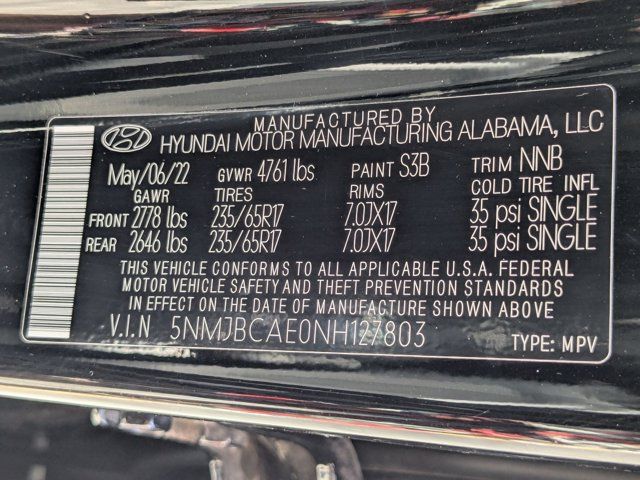 MANUFACTURED BY
HYUNDAI MOTOR MANUFACTURING ALABAMA, LLC
May/06/22 GVWR 4761 lbs PAINT S3B TRIM NNB
GAWR TIRES RIMS COLD TIRE INFL
FRONT 2778 lbs 235/65R17 7.0JX17 35 psi SINGLE
REAR 2646 lbs 235/65R17 7.0JX17 35 psi SINGLE
THIS VEHICLE CONFORMS TO ALL APPLICABLE U.S.A. FEDERAL
MOTOR VEHICLE SAFETY AND THEFT PREVENTION STANDARDS
IN EFFECT ON THE DATE OF MANUFACTURE SHOWN ABOVE
V.I.N 5NMJBCAE0NH127803 TYPE: MPV